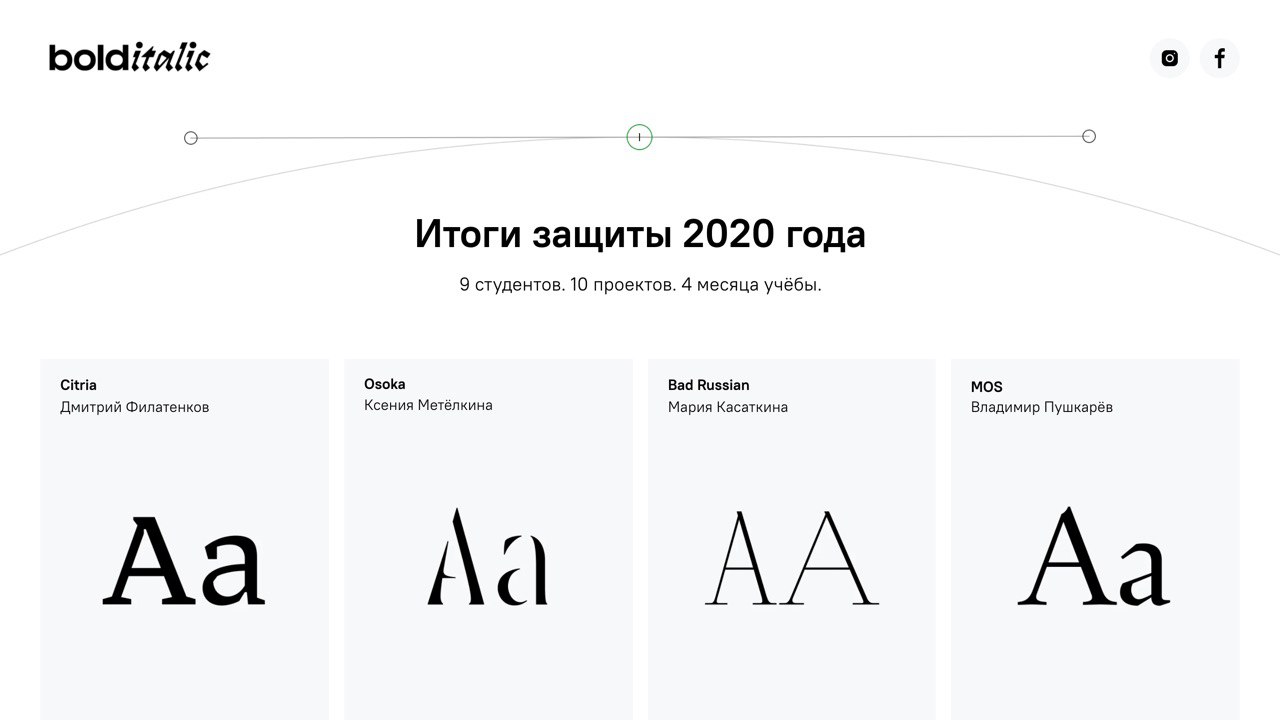 bolditalic
Итоги защиты 2020 года
9 студентов. 10 проектов. 4 месяца учёбы.
Citria
Дмитрий Филатенков
Aa
Osoka
Ксения Метёлкина
Aa
Bad Russian
Мария Касаткина
AA
MOS
Владимир Пушкарёв
Aa